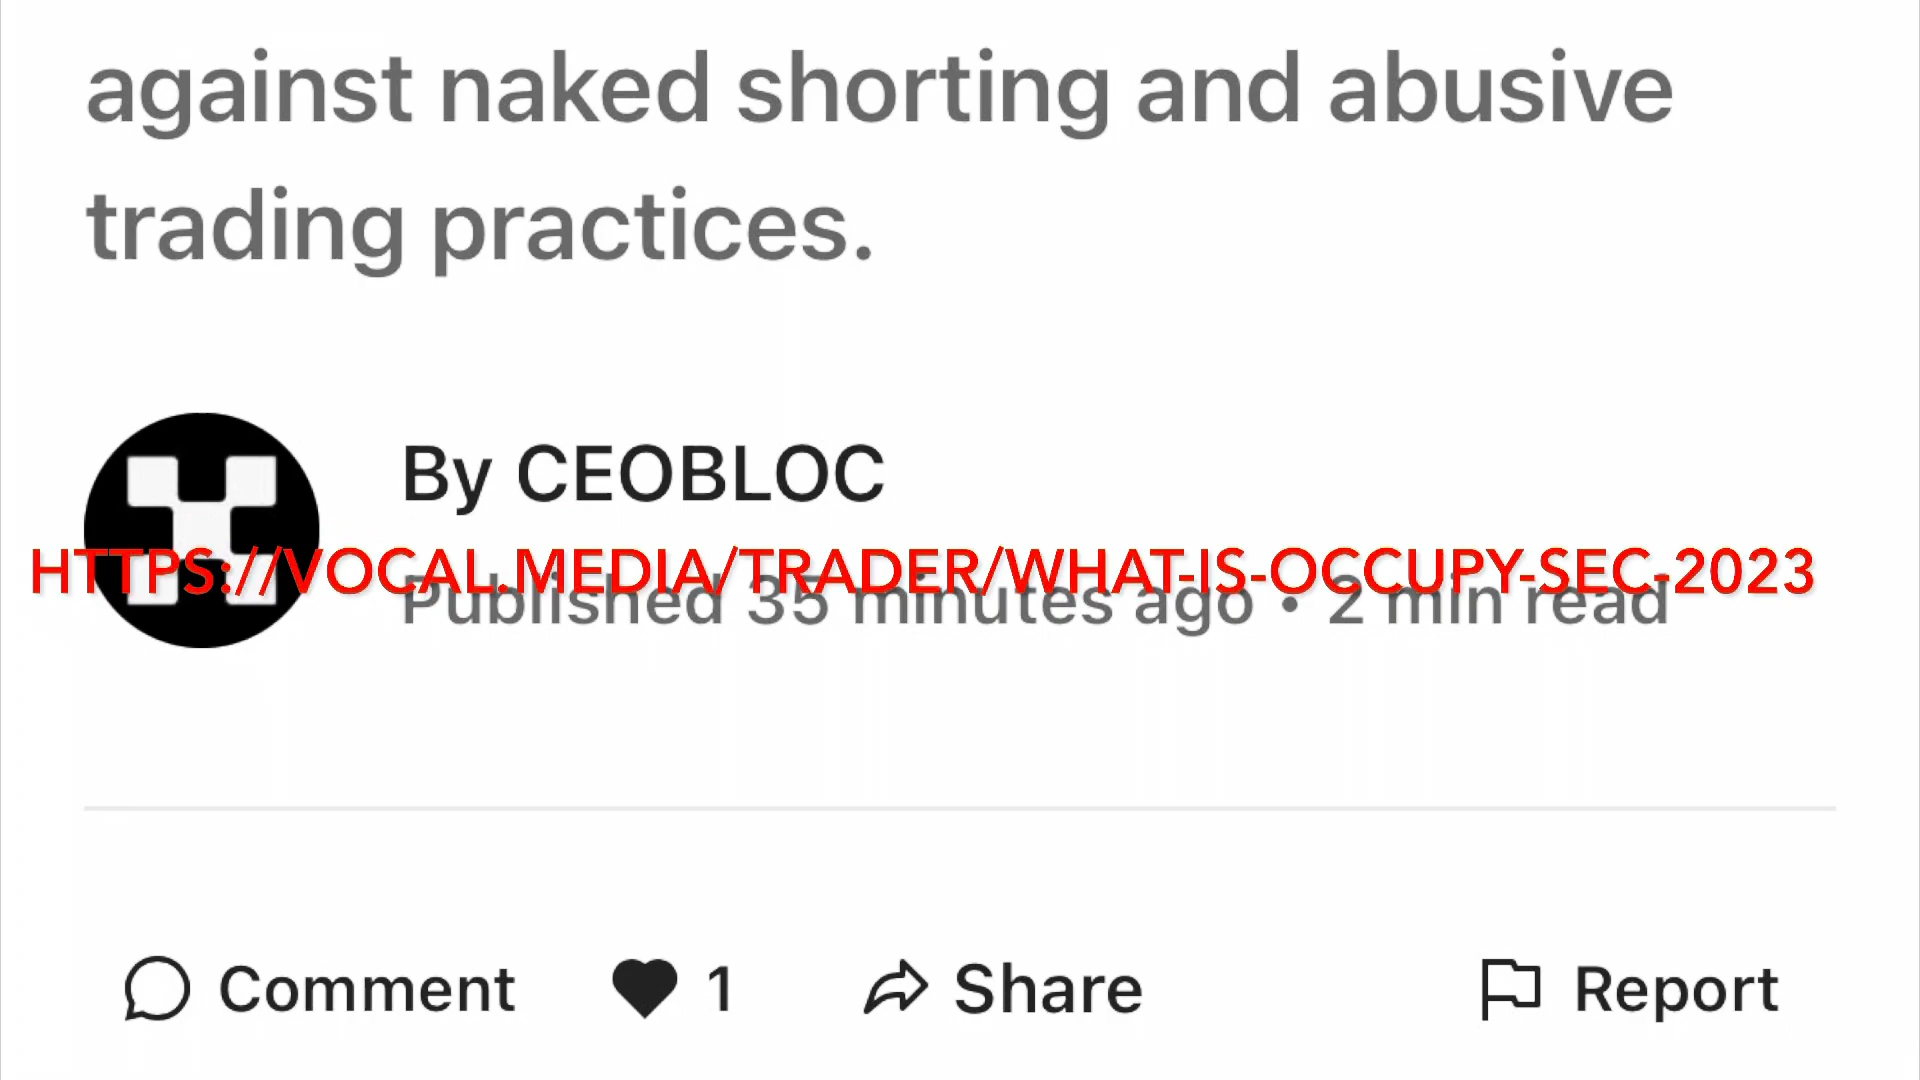 against naked shorting and abusive
trading practices.
By CEOBLOC
HTTPS://VOCAL.MEDIA/TRADER/WHAT-IS-OCCUPY-SEC-2023
Published 35 minutes ago • 2 min read
Comment 1 Share Report